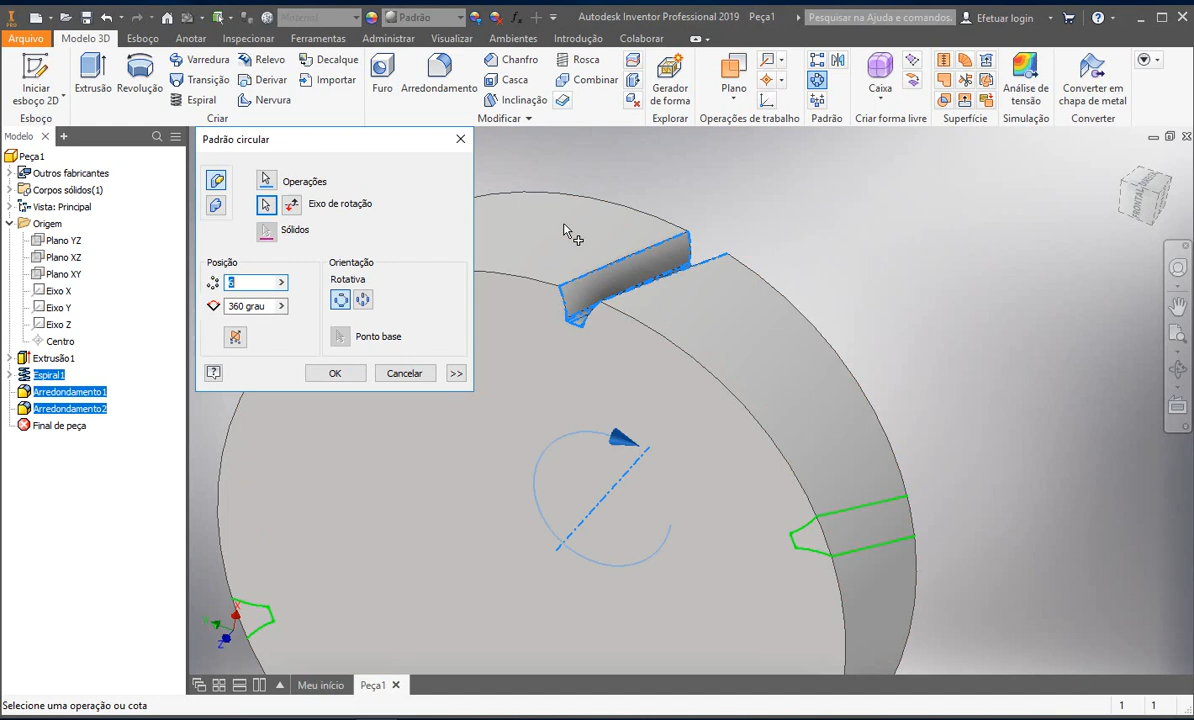 Material
Padrão
Autodesk Inventor Professional 2019 Peça1
Pesquisar na Ajuda e comandos.
Efetuar login
PRO
Arquivo
Modelo 3D
Esboço
Anotar
Inspecionar
Ferramentas
Administrar
Visualizar
Ambientes
Introdução
Colaborar
Iniciar
esboço 2D
Extrusão
Revolução
Varredura
Transição
Espiral
Relevo
Derivar
Nervura
Decalque
Importar
Furo
Arredondamento
Chanfro
Casca
Inclinação
Rosca
Combinar
Gerador
de forma
Plano
Caixa
Análise de
tensão
Converter em
chapa de metal
Esboço
Criar
Modificar
Explorar
Operações de trabalho
Padrão
Criar forma livre
Superfície
Simulação
Converter
Modelo
Peça1
Outros fabricantes
Corpos sólidos(1)
Vista: Principal
Origem
Plano YZ
Plano XZ
Plano XY
Eixo X
Eixo Y
Eixo Z
Centro
Extrusão1
Espiral1
Arredondamento1
Arredondamento2
Final de peça
Padrão circular
Operações
Eixo de rotação
Sólidos
Posição
Orientação
6
Rotativa
360 grau
Ponto base
OK
Cancelar
>>
FRONTAL
X
Y
Z
Meu início
Peça1
Selecione uma operação ou cota
1
1